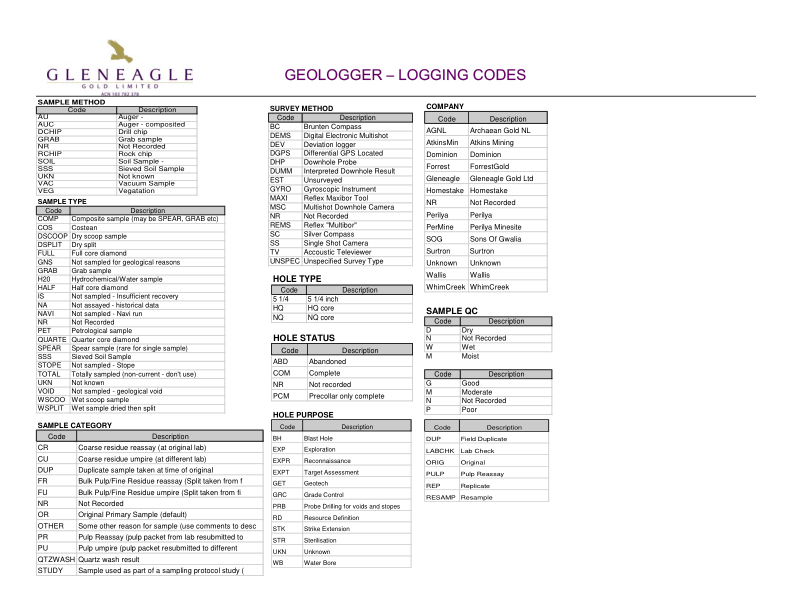 GLENEAGLE
GOLD LIMITED
ACN 103 782 378
GEOLOGGER – LOGGING CODES
SAMPLE METHOD
Code Description
AU Auger -
AUC Auger - composited
DCHIP Drill chip
GRAB Grab sample
NR Not Recorded
RCHIP Rock chip
SOIL Soil Sample -
SSS Sieved Soil Sample
UKN Not known
VAC Vacuum Sample
VEG Vegatation
SAMPLE TYPE
Code Description
COMP Composite sample (may be SPEAR, GRAB etc)
COS Costean
DSCOOP Dry scoop sample
DSPLIT Dry split
FULL Full core diamond
GNS Not sampled for geological reasons
GRAB Grab sample
H20 Hydrochemical/Water sample
HALF Half core diamond
IS Not sampled - Insufficient recovery
NA Not assayed - historical data
NAVI Not sampled - Navi run
NR Not Recorded
PET Petrological sample
QUARTE Quarter core diamond
SPEAR Spear sample (rare for single sample)
SSS Sieved Soil Sample
STOPE Not sampled - Stope
TOTAL Totally sampled (non-current - don't use)
UKN Not known
VOID Not sampled - geological void
WSCOO Wet scoop sample
WSPLIT Wet sample dried then split
SAMPLE CATEGORY
Code Description
CR Coarse residue reassay (at original lab)
CU Coarse residue umpire (at different lab)
DUP Duplicate sample taken at time of original
FR Bulk Pulp/Fine Residue reassay (Split taken from f
FU Bulk Pulp/Fine Residue umpire (Split taken from fi
NR Not Recorded
OR Original Primary Sample (default)
OTHER Some other reason for sample (use comments to desc
PR Pulp Reassay (pulp packet from lab resubmitted to
PU Pulp umpire (pulp packet resubmitted to different
QTZWASH Quartz wash result
STUDY Sample used as part of a sampling protocol study (
SURVEY METHOD
Code Description
BC Brunten Compass
DEMS Digital Electronic Multishot
DEV Deviation logger
DGPS Differential GPS Located
DHP Downhole Probe
DUMM Interpreted Downhole Result
EST Unsurveyed
GYRO Gyroscopic Instrument
MAXI Reflex Maxibor Tool
MSC Multishot Downhole Camera
NR Not Recorded
REMS Reflex "Multibor"
SC Silver Compass
SS Single Shot Camera
TV Accoustic Televiewer
UNSPEC Unspecified Survey Type
HOLE TYPE
Code Description
5 1/4 5 1/4 inch
HQ HQ core
NQ NQ core
HOLE STATUS
Code Description
ABD Abandoned
COM Complete
NR Not recorded
PCM Precollar only complete
HOLE PURPOSE
Code Description
BH Blast Hole
EXP Exploration
EXPR Reconnaissance
EXPT Target Assessment
GET Geotech
GRC Grade Control
PRB Probe Drilling for voids and stopes
RD Resource Definition
STK Strike Extension
STR Sterilisation
UKN Unknown
WB Water Bore
COMPANY
Code Description
AGNL Archaean Gold NL
AtkinsMin Atkins Mining
Dominion Dominion
Forrest ForrestGold
Gleneagle Gleneagle Gold Ltd
Homestake Homestake
NR Not Recorded
Perilya Perilya
PerMine Perilya Minesite
SOG Sons Of Gwalia
Surtron Surtron
Unknown Unknown
Wallis Wallis
WhimCreek WhimCreek
SAMPLE QC
Code Description
D Dry
N Not Recorded
W Wet
M Moist
Code Description
G Good
M Moderate
N Not Recorded
P Poor
Code Description
DUP Field Duplicate
LABCHK Lab Check
ORIG Original
PULP Pulp Reassay
REP Replicate
RESAMP Resample